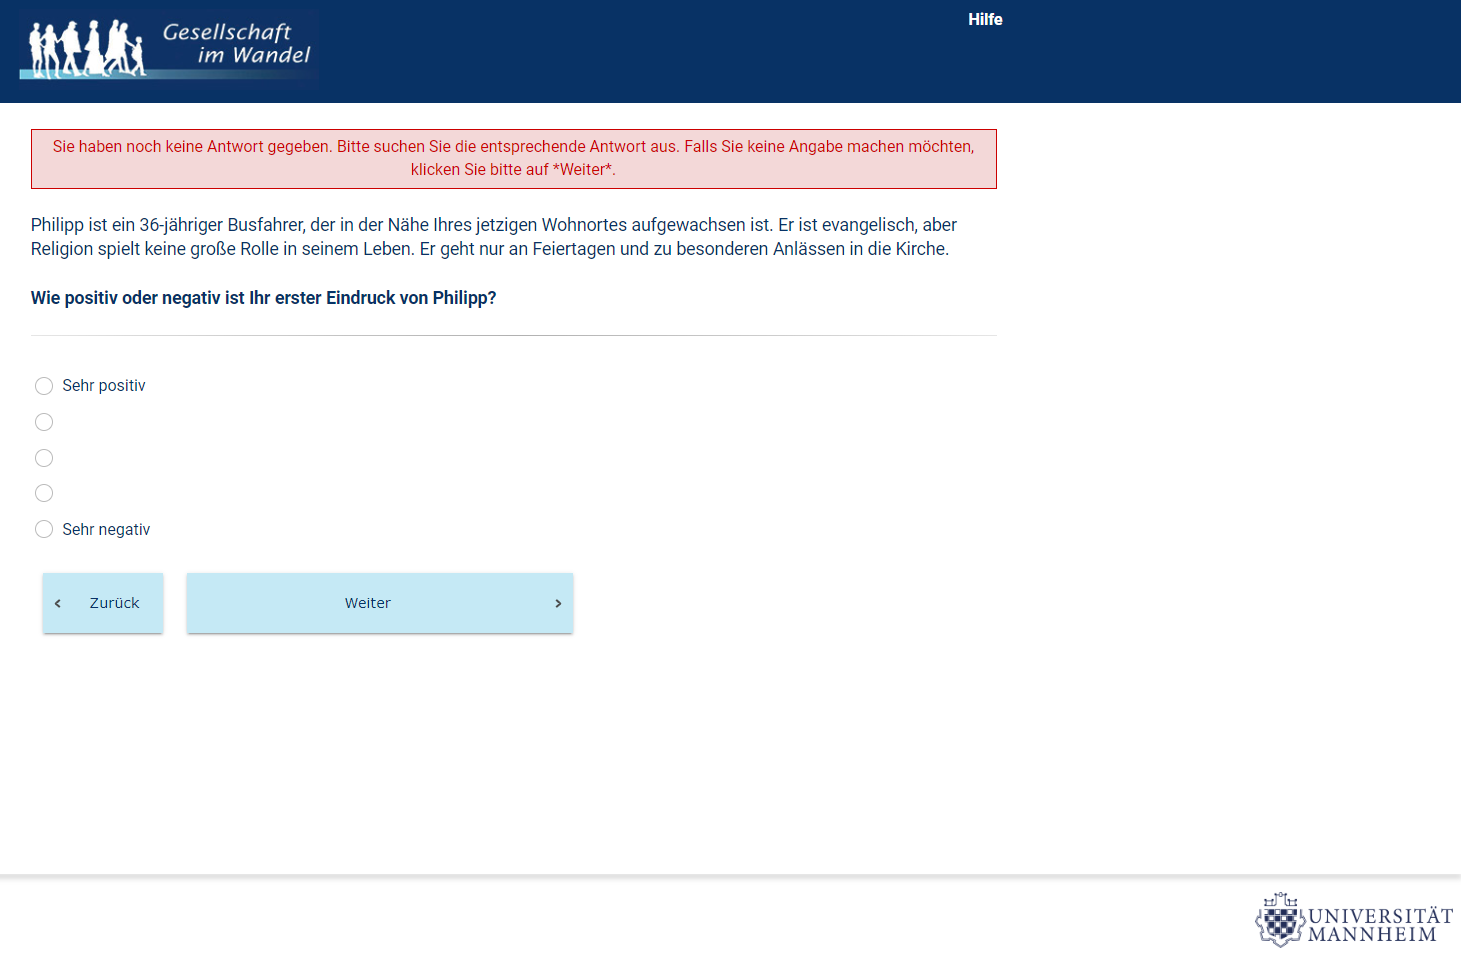 Gesellschaft
im Wandel
Hilfe
Sie haben noch keine Antwort gegeben. Bitte suchen Sie die entsprechende Antwort aus. Falls Sie keine Angabe machen möchten,
klicken Sie bitte auf *Weiter*.
Philipp ist ein 36-jähriger Busfahrer, der in der Nähe Ihres jetzigen Wohnortes aufgewachsen ist. Er ist evangelisch, aber
Religion spielt keine große Rolle in seinem Leben. Er geht nur an Feiertagen und zu besonderen Anlässen in die Kirche.
Wie positiv oder negativ ist Ihr erster Eindruck von Philipp?
Sehr positiv
Sehr negativ
Zurück
Weiter
UNIVERSITÄT
MANNHEIM